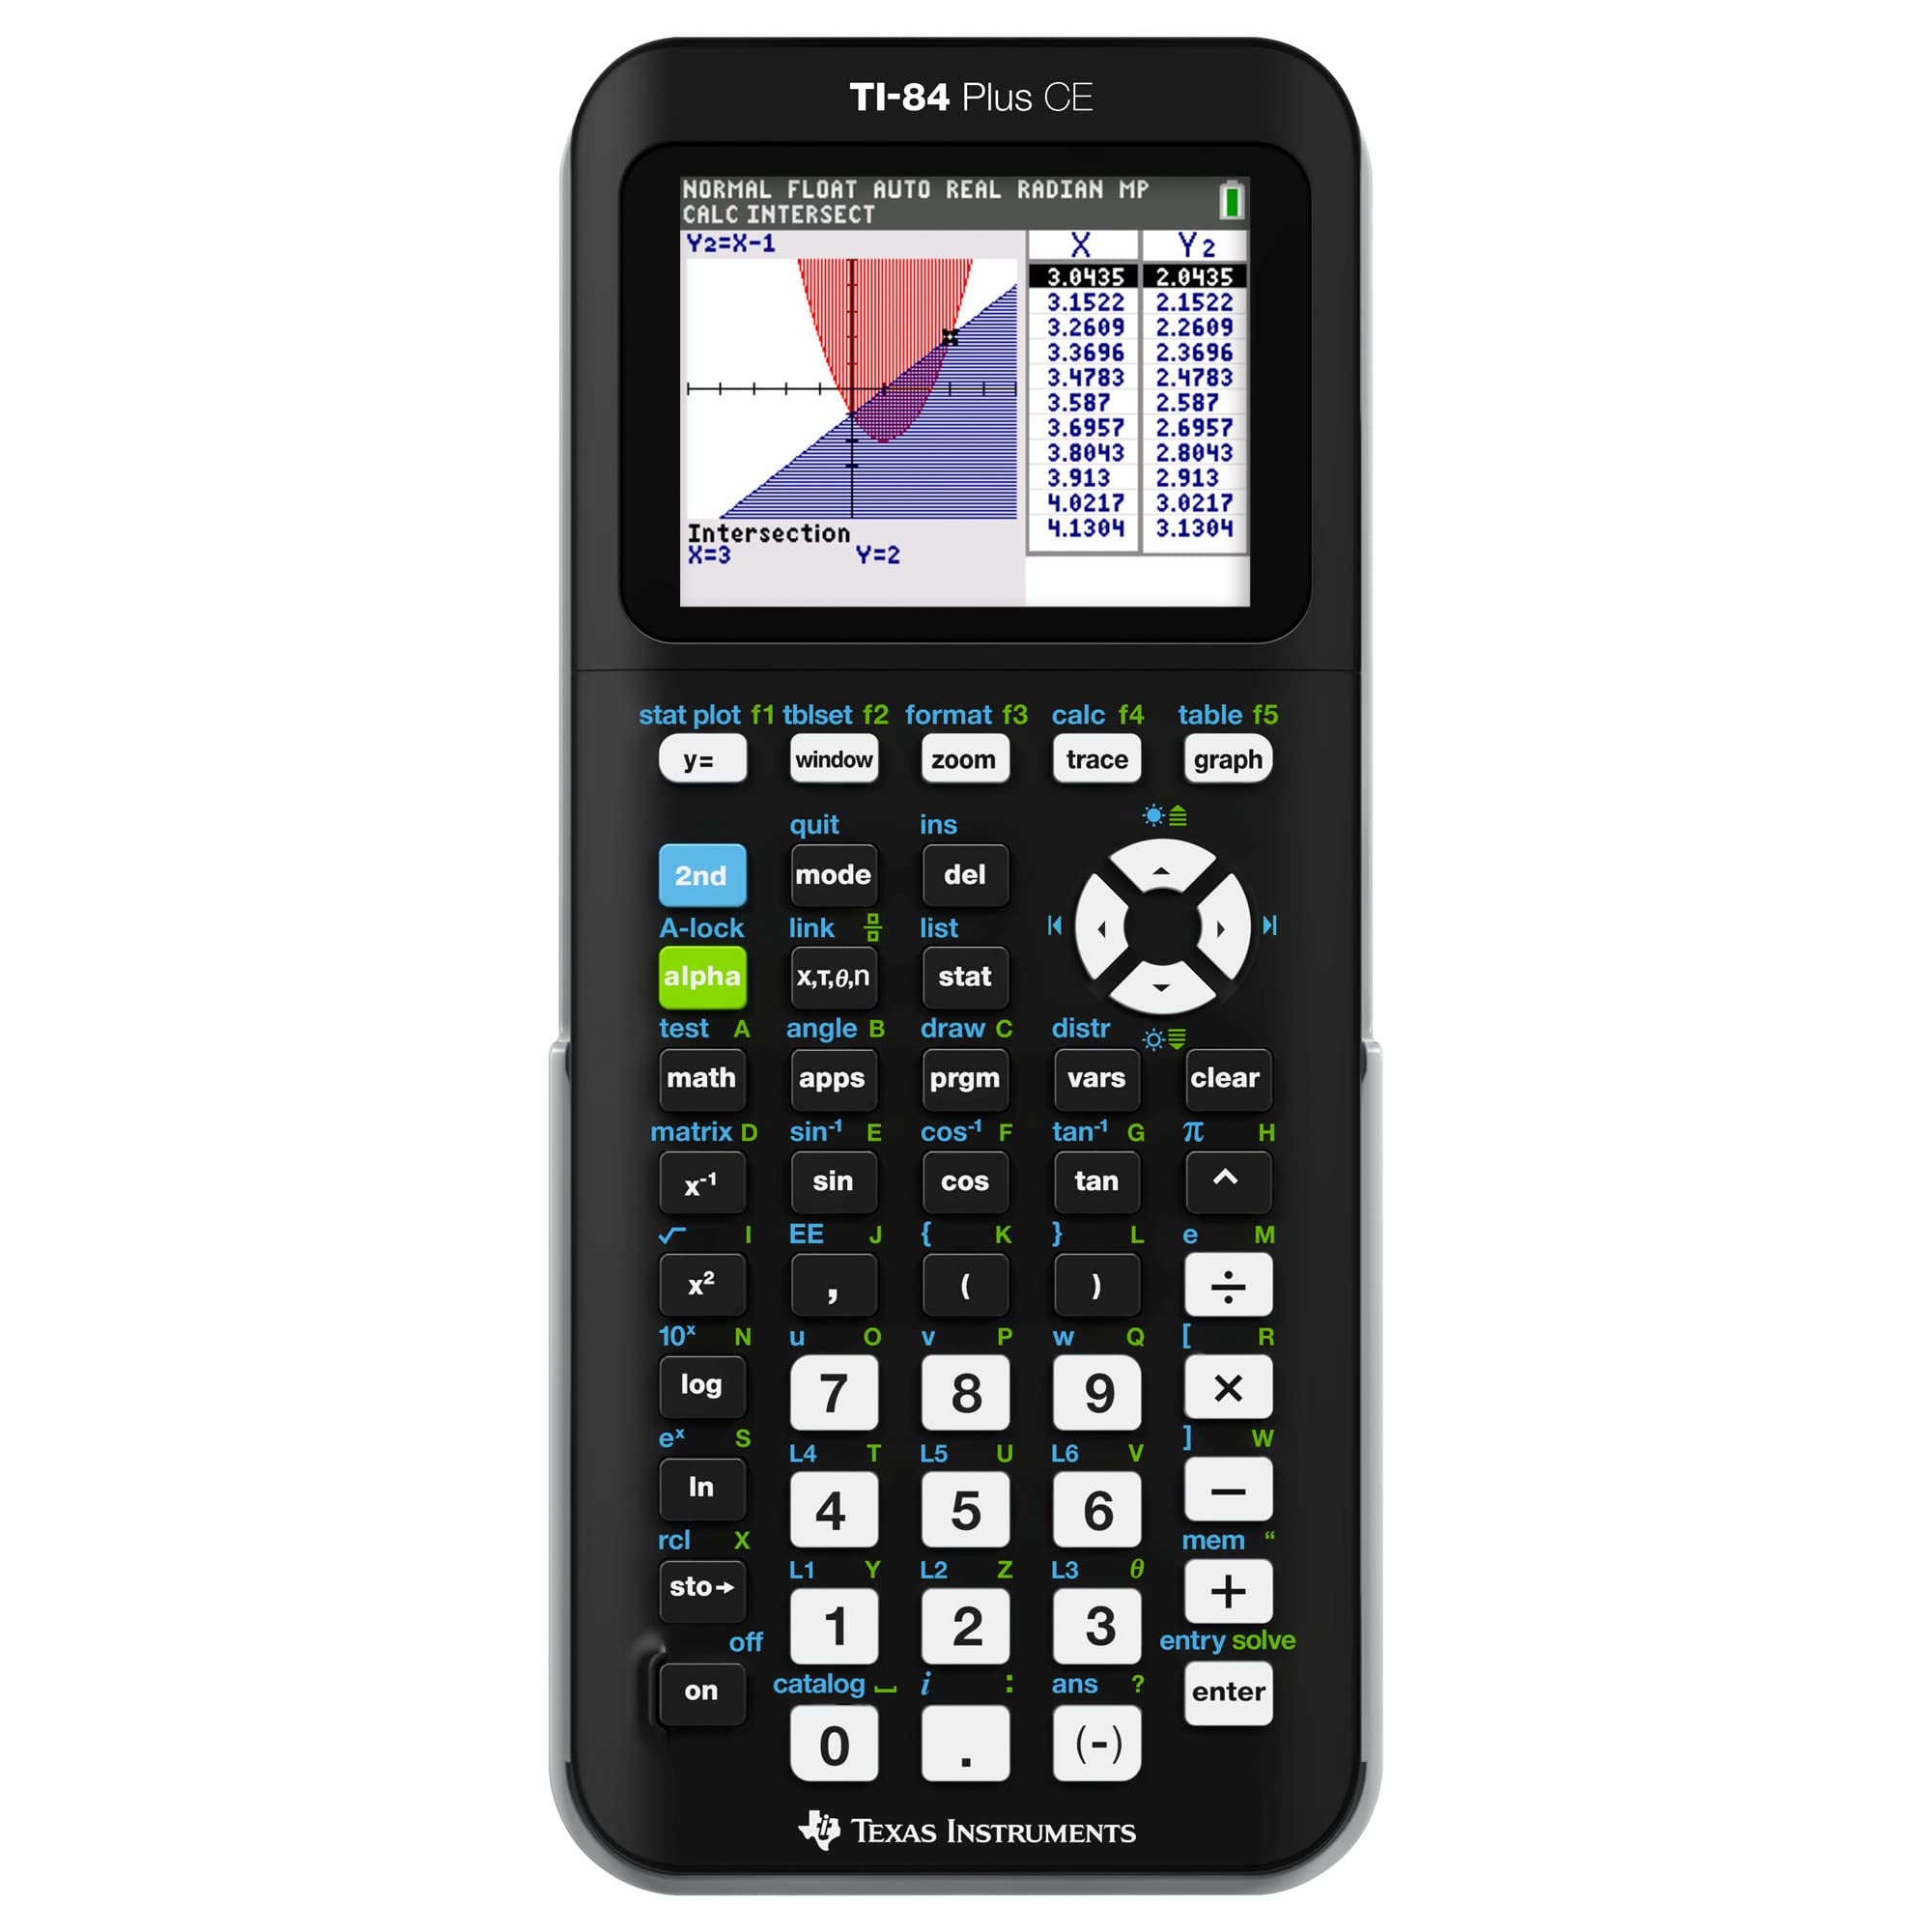 TI-84 Plus CE
NORMAL FLOAT AUTO REAL RADIAN MP
CALC INTERSECT
Y2=X-1
X Y2
3.0435 2.0435
3.1522 2.1522
3.2609 2.2609
3.3696 2.3696
3.4783 2.4783
3.587 2.587
3.6957 2.6957
3.8043 2.8043
3.913 2.913
4.0217 3.0217
4.1304 3.1304
Intersection
X=3 Y=2
stat plot f1 tblset f2 format f3 calc f4 table f5
y= window zoom trace graph
quit ins
2nd mode del
A-lock link list
alpha X,T,θ,n stat
test A angle B draw C distr
math apps prgm vars clear
matrix D sin⁻¹ E cos⁻¹ F tan⁻¹ G π H
x⁻¹ sin cos tan ^
√ I EE J { K } L e M
x² , ( ) ÷
10ˣ N u O v P w Q [ R
log 7 8 9 ×
eˣ S L4 T L5 U L6 V ] W
ln 4 5 6 −
rcl X L1 Y L2 Z L3 θ mem “
sto→ 1 2 3 +
off catalog ⎵ i : ans ? entry solve
on 0 . (-) enter
TEXAS INSTRUMENTS